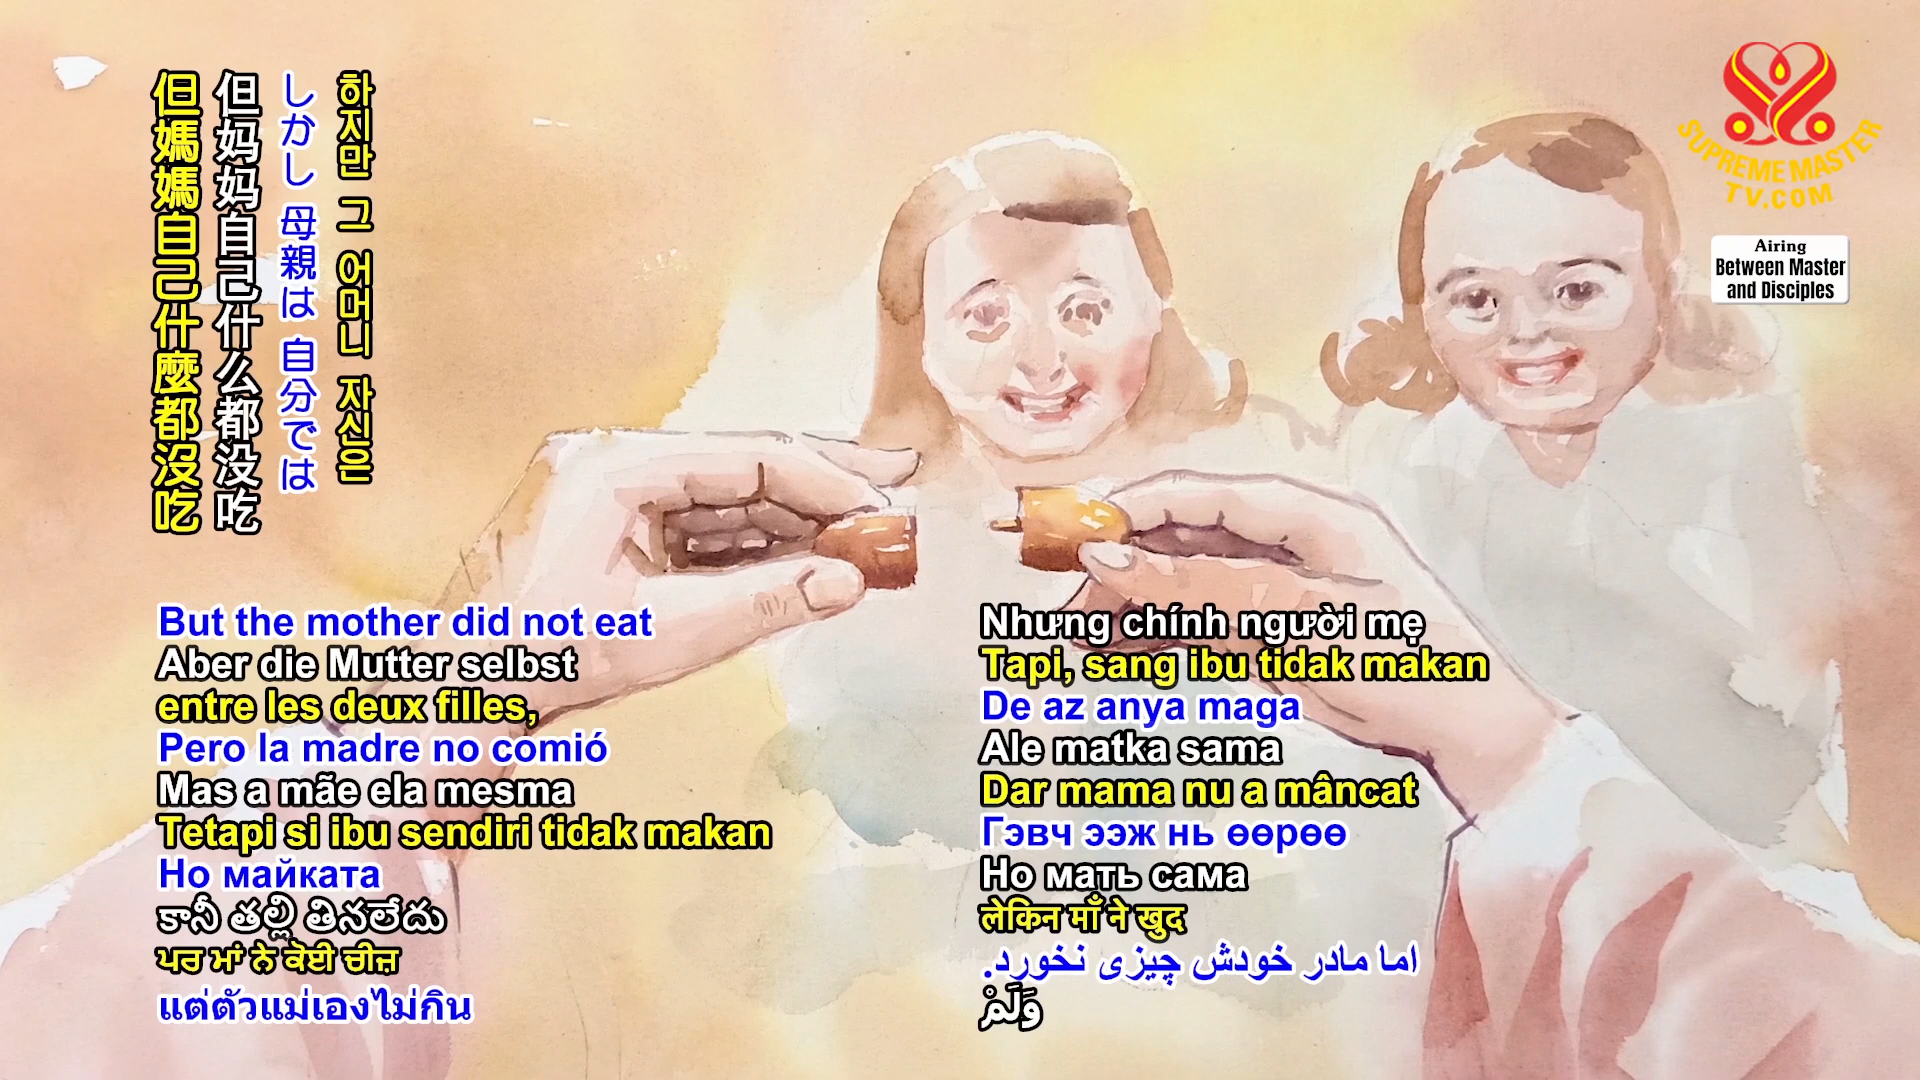 但媽媽自己什麼都沒吃
但妈妈自己什么都没吃
しかし 母親は 自分では
하지만 그 어머니 자신은
SUPREME MASTER
TV.COM
Airing
Between Master
and Disciples
But the mother did not eat
Aber die Mutter selbst
entre les deux filles,
Pero la madre no comió
Mas a mãe ela mesma
Tetapi si ibu sendiri tidak makan
Но майката
కానీ తల్లి తినలేదు
ਪਰ ਮਾਂ ਨੇ ਕੋਈ ਚੀਜ਼
แต่ตัวแม่เองไม่กิน
Nhưng chính người mẹ
Tapi, sang ibu tidak makan
De az anya maga
Ale matka sama
Dar mama nu a mâncat
Гэвч ээж нь өөрөө
Но мать сама
लेकिन माँ ने खुद
اما مادر خودش چیزی نخورد.
وَلَمْ